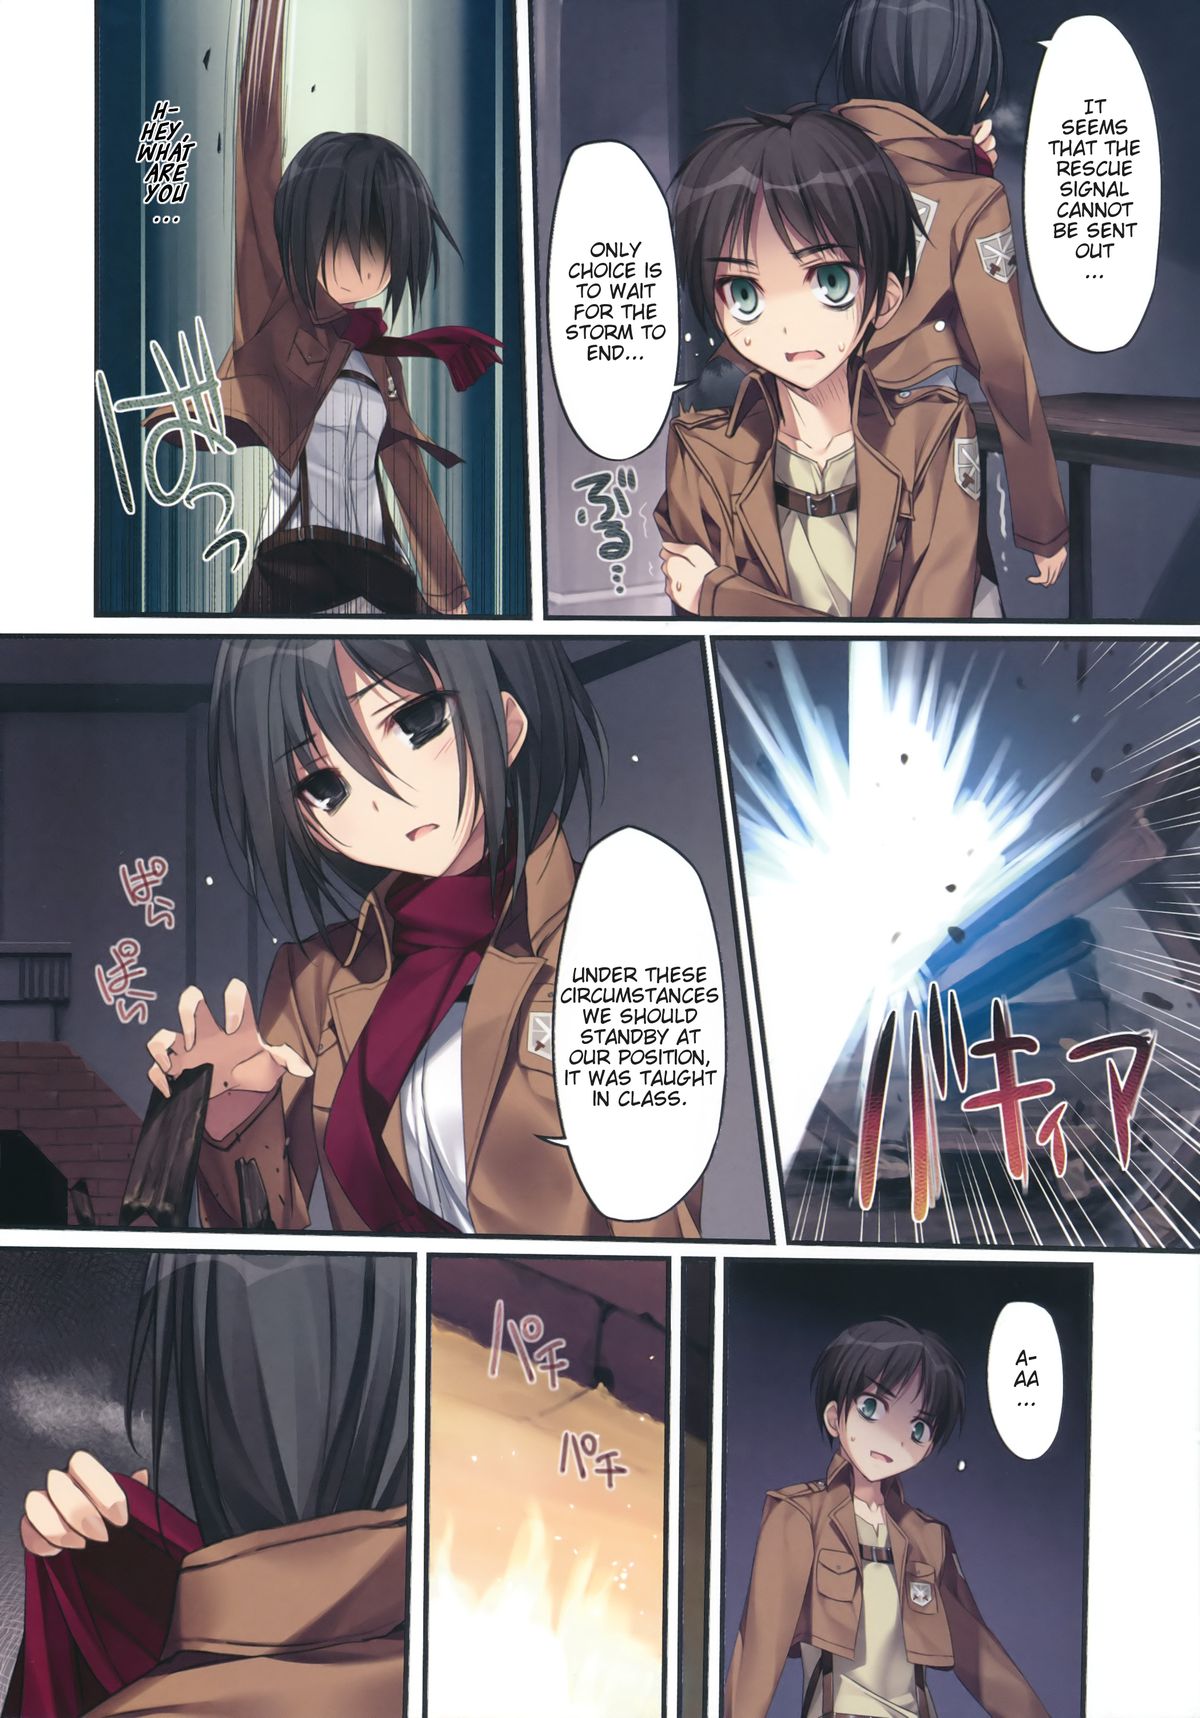 IT
SEEMS
THAT THE
RESCUE
SIGNAL
CANNOT
BE SENT
OUT
...
ONLY
CHOICE IS
TO WAIT
FOR THE
STORM TO
END...
ぶる...
H-
HEY,
WHAT
ARE
YOU
...
ばっっ
バキィア
UNDER THESE
CIRCUMSTANCES
WE SHOULD
STANDBY AT
OUR POSITION,
IT WAS TAUGHT
IN CLASS.
ぱら
ぱら
A-
AA
...
パチ
パチ